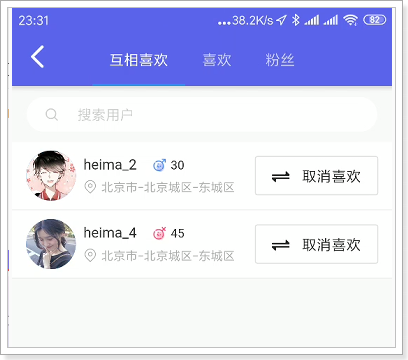 23:31 ...38.2K/s 82
互相喜欢 喜欢 粉丝
搜索用户
heima_2 30
北京市-北京城区-东城区
取消喜欢
heima_4 45
北京市-北京城区-东城区
取消喜欢